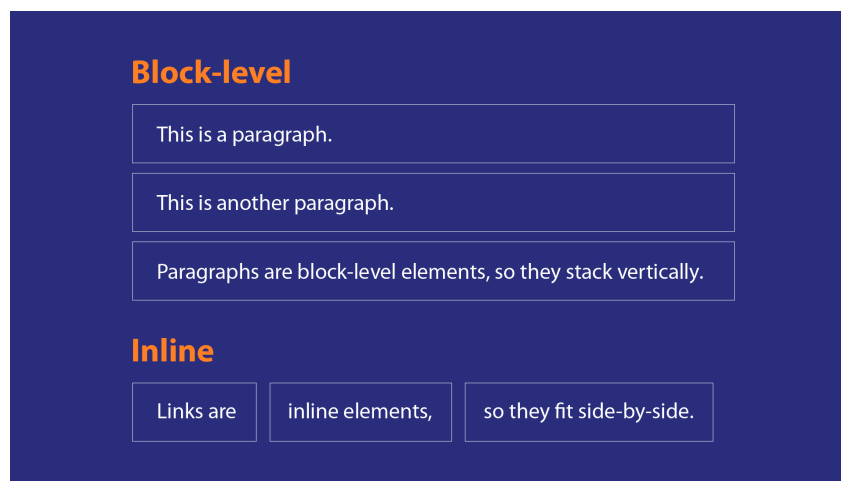 Block-level
This is a paragraph.
This is another paragraph.
Paragraphs are block-level elements, so they stack vertically.
Inline
Links are
inline elements,
so they fit side-by-side.